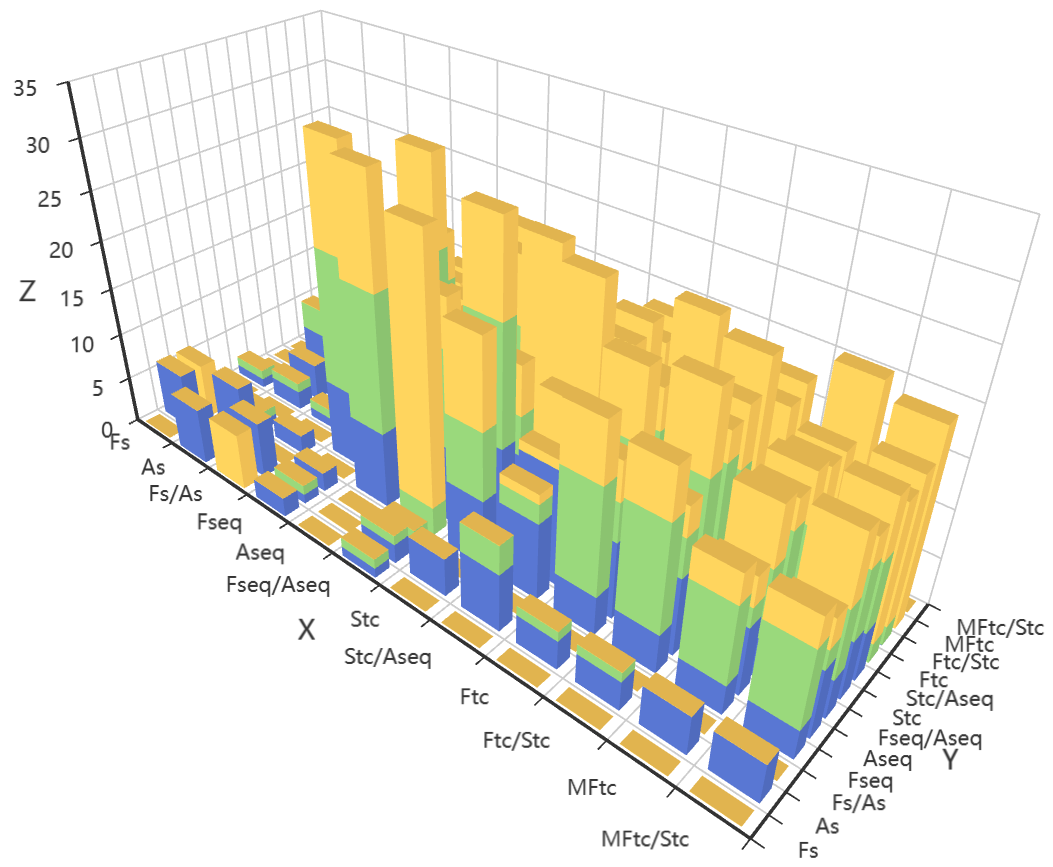 35
30
25
20
15
10
5
0
Z
Fs
As
Fs/As
Fseq
Aseq
Fseq/Aseq
Stc
Stc/Aseq
Ftc
Ftc/Stc
MFtc
MFtc/Stc
X
MFtc/Stc
MFtc
Ftc/Stc
Ftc
Stc/Aseq
Stc
Fseq/Aseq
Aseq
Fseq
Fs/As
As
Fs
Y